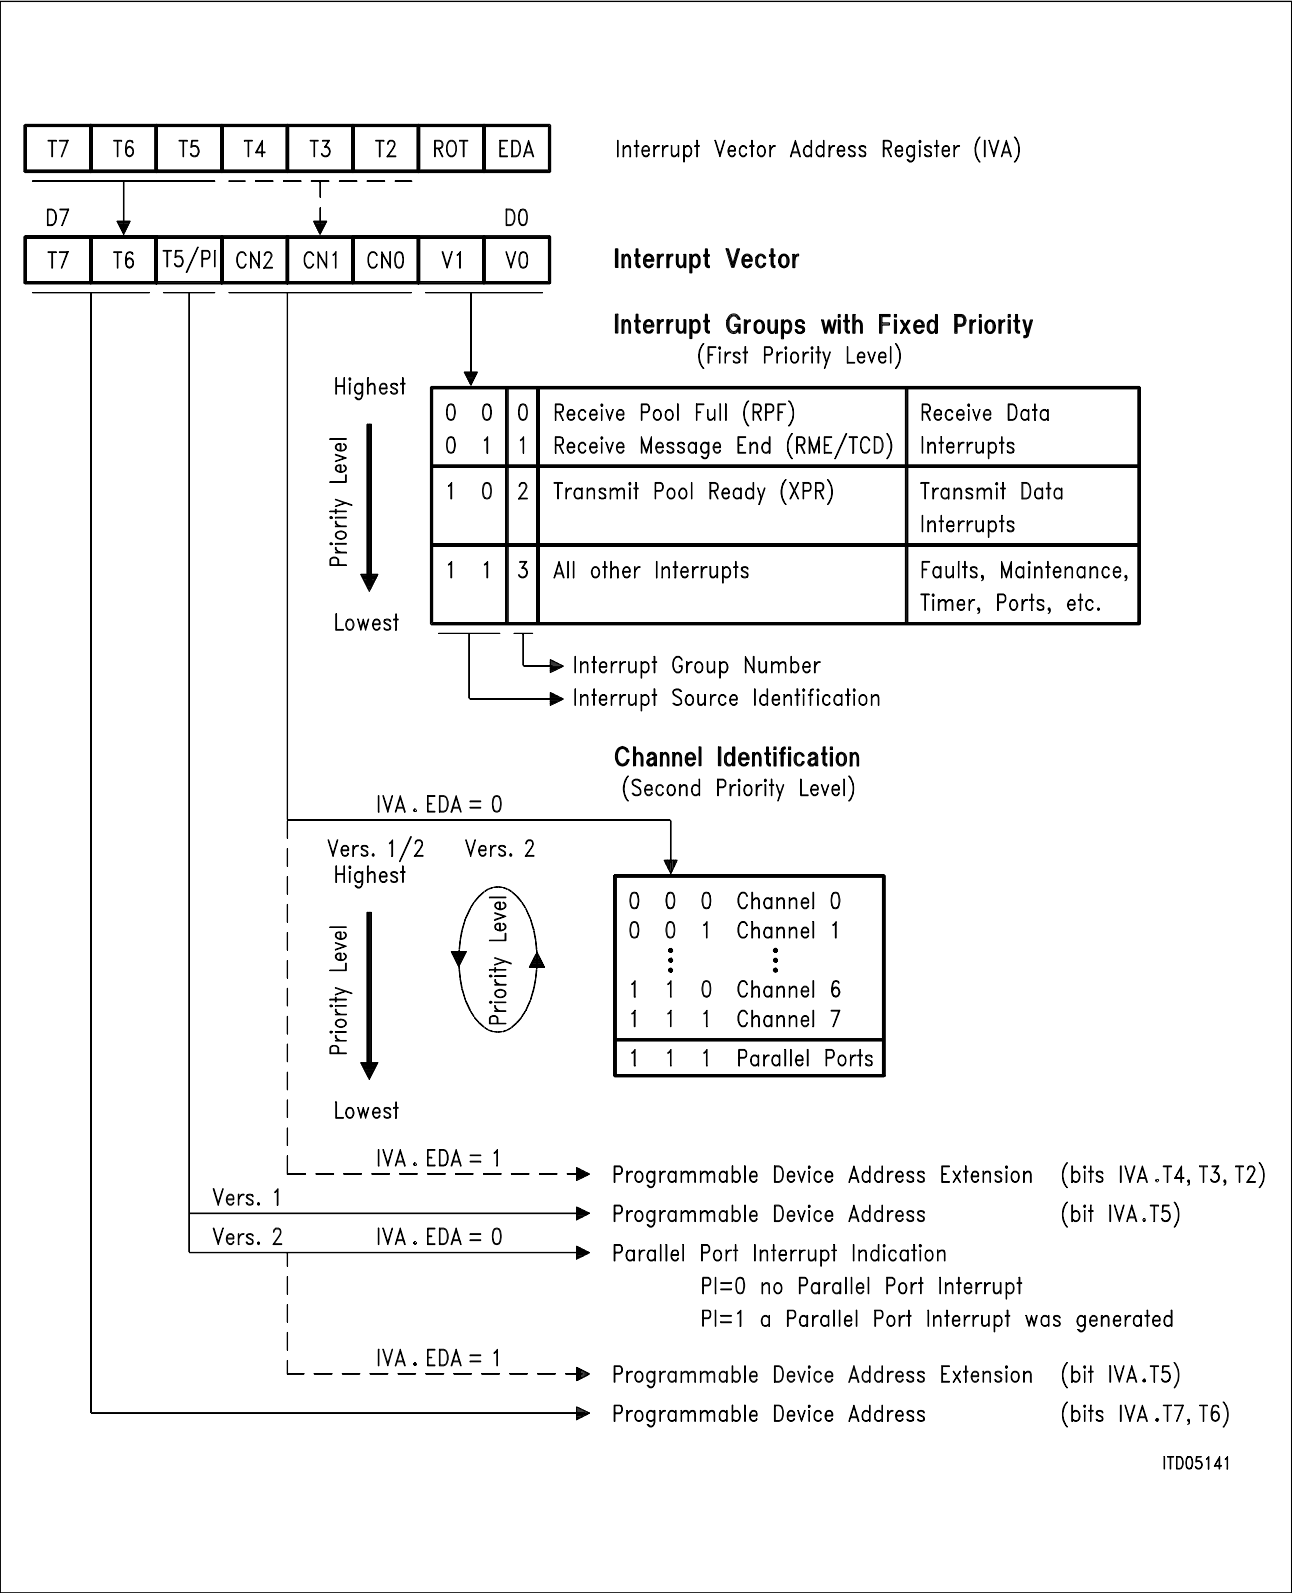 T7 T6 T5 T4 T3 T2 ROT EDA Interrupt Vector Address Register (IVA)
D7 D0
T7 T6 T5/PI CN2 CN1 CN0 V1 V0 Interrupt Vector
Interrupt Groups with Fixed Priority
(First Priority Level)
Highest
Priority Level
Lowest
0 0 0 Receive Pool Full (RPF) Receive Data
0 1 1 Receive Message End (RME/TCD) Interrupts
1 0 2 Transmit Pool Ready (XPR) Transmit Data
Interrupts
1 1 3 All other Interrupts Faults, Maintenance,
Timer, Ports, etc.
Interrupt Group Number
Interrupt Source Identification
Channel Identification
(Second Priority Level)
IVA.EDA = 0
Vers. 1/2 Vers. 2
Highest
Priority Level
Priority Level
Lowest
0 0 0 Channel 0
0 0 1 Channel 1
1 1 0 Channel 6
1 1 1 Channel 7
1 1 1 Parallel Ports
IVA.EDA = 1
Programmable Device Address Extension (bits IVA.T4, T3, T2)
Vers. 1
Programmable Device Address (bit IVA.T5)
Vers. 2 IVA.EDA = 0
Parallel Port Interrupt Indication
PI=0 no Parallel Port Interrupt
PI=1 a Parallel Port Interrupt was generated
IVA.EDA = 1
Programmable Device Address Extension (bit IVA.T5)
Programmable Device Address (bits IVA.T7, T6)
ITD05141